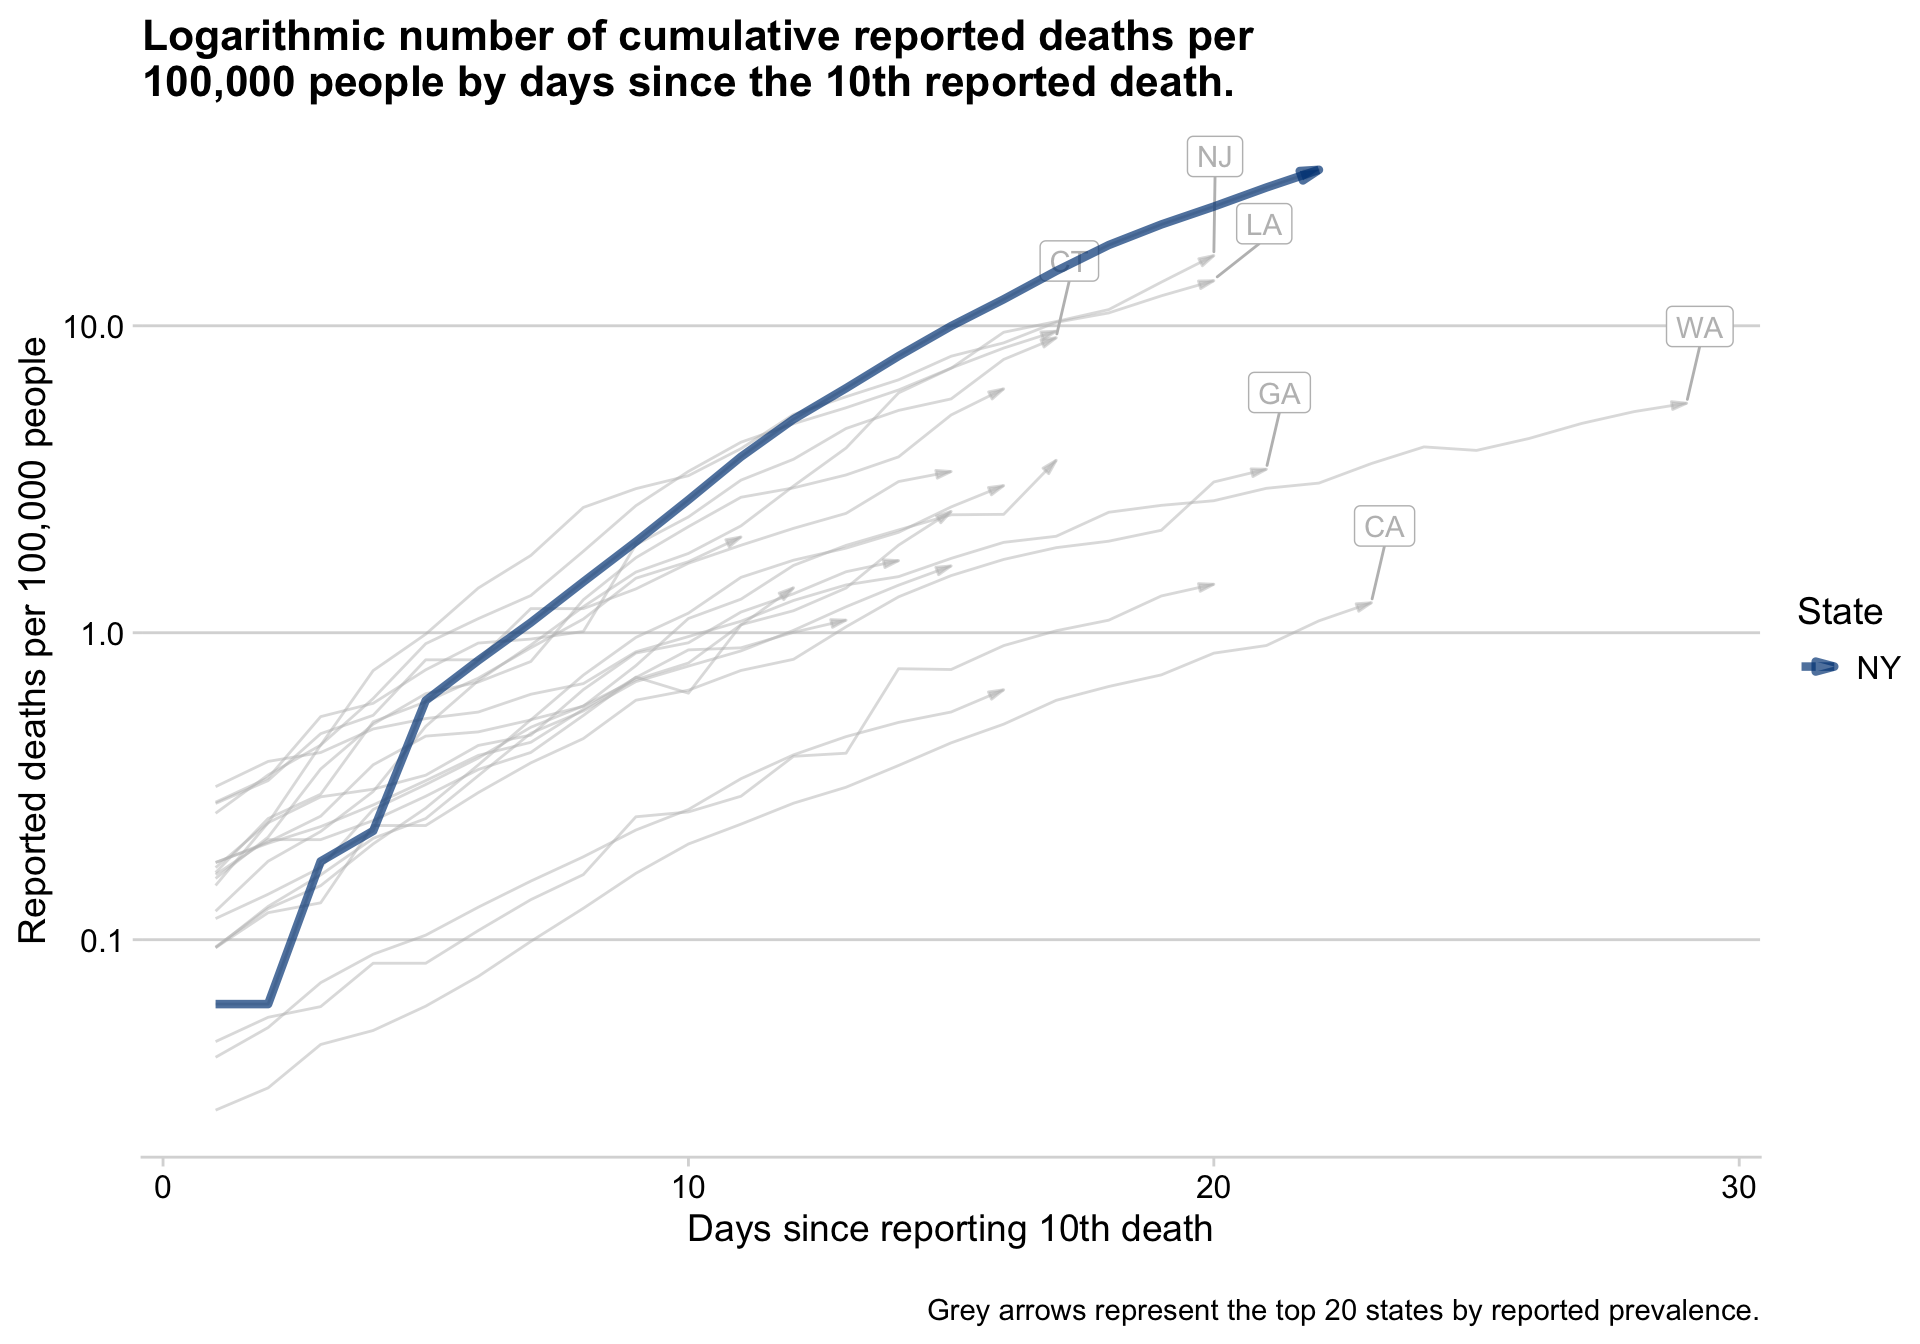 Logarithmic number of cumulative reported deaths per
100,000 people by days since the 10th reported death.
NJ
LA
CT
10.0
WA
GA
CA
Reported deaths per 100,000 people
State
1.0
NY
0.1
0
10
20
30
Days since reporting 10th death
Grey arrows represent the top 20 states by reported prevalence.